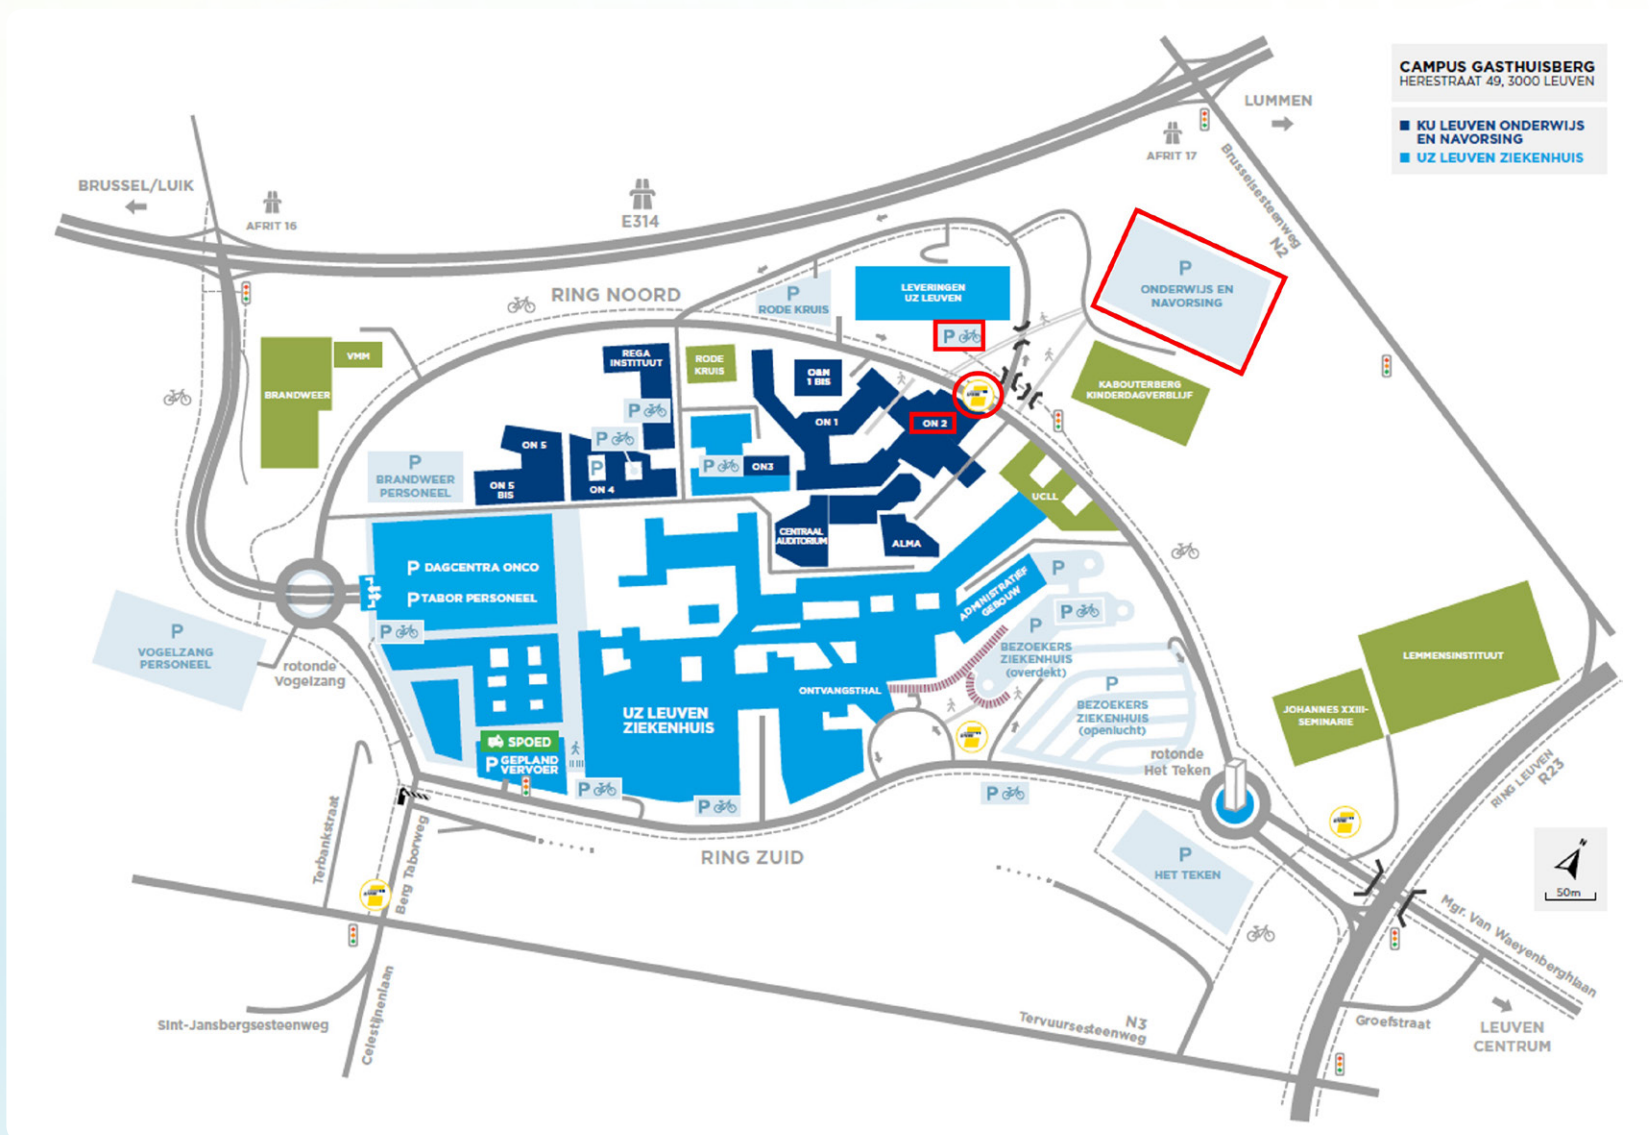 CAMPUS GASTHUISBERG
HERESTRAAT 49, 3000 LEUVEN
KU LEUVEN ONDERWIJS
EN NAVORSING
UZ LEUVEN ZIEKENHUIS
LUMMEN
AFRIT 17
Brusselsesteenweg
N2
BRUSSEL/LUIK
AFRIT 16
E314
RING NOORD
P
RODE KRUIS
LEVERINGEN
UZ LEUVEN
P
ONDERWIJS EN
NAVORSING
P
VMM
BRANDWEER
REGA
INSTITUUT
RODE
KRUIS
O&N
1 BIS
KABOUTERBERG
KINDERDAGVERBLIJF
P
ON 1
ON 2
P
ON 5
P
BRANDWEER
PERSONEEL
P
P
ON3
ON 5
BIS
ON 4
UCLL
CENTRAAL
AUDITORIUM
ALMA
P DAGCENTRA ONCO
P TABOR PERSONEEL
P
ADMINISTRATIEF
GEBOUW
P
P
P
P
BEZOEKERS
ZIEKENHUIS
(overdekt)
P
VOGELZANG
PERSONEEL
rotonde
Vogelzang
ONTVANGSTHAL
P
BEZOEKERS
ZIEKENHUIS
(openlucht)
LEMMENSINSTITUUT
JOHANNES XXIII-
SEMINARIE
UZ LEUVEN
ZIEKENHUIS
SPOED
P GEPLAND
VERVOER
rotonde
Het Teken
P
P
P
RING LEUVEN
R23
RING ZUID
Terbankstraat
Berg Taborweg
P
HET TEKEN
N
50m
Mgr. Van Waeyenberghlaan
Sint-Jansbergsesteenweg
Celestijnenlaan
N3
Tervuursesteenweg
Groefstraat
LEUVEN
CENTRUM